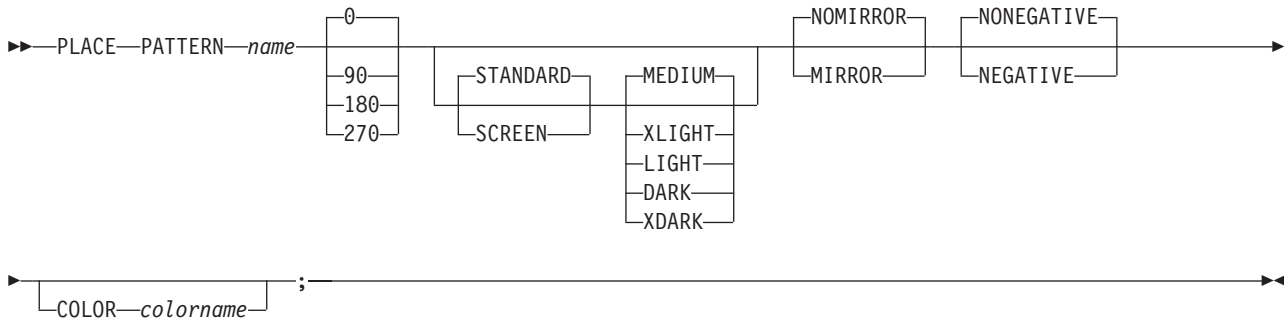 0 NOMIRROR NONEGATIVE
PLACE PATTERN name
90 STANDARD MEDIUM MIRROR NEGATIVE
180
270 SCREEN XLIGHT
LIGHT
DARK
XDARK
;
COLOR colorname